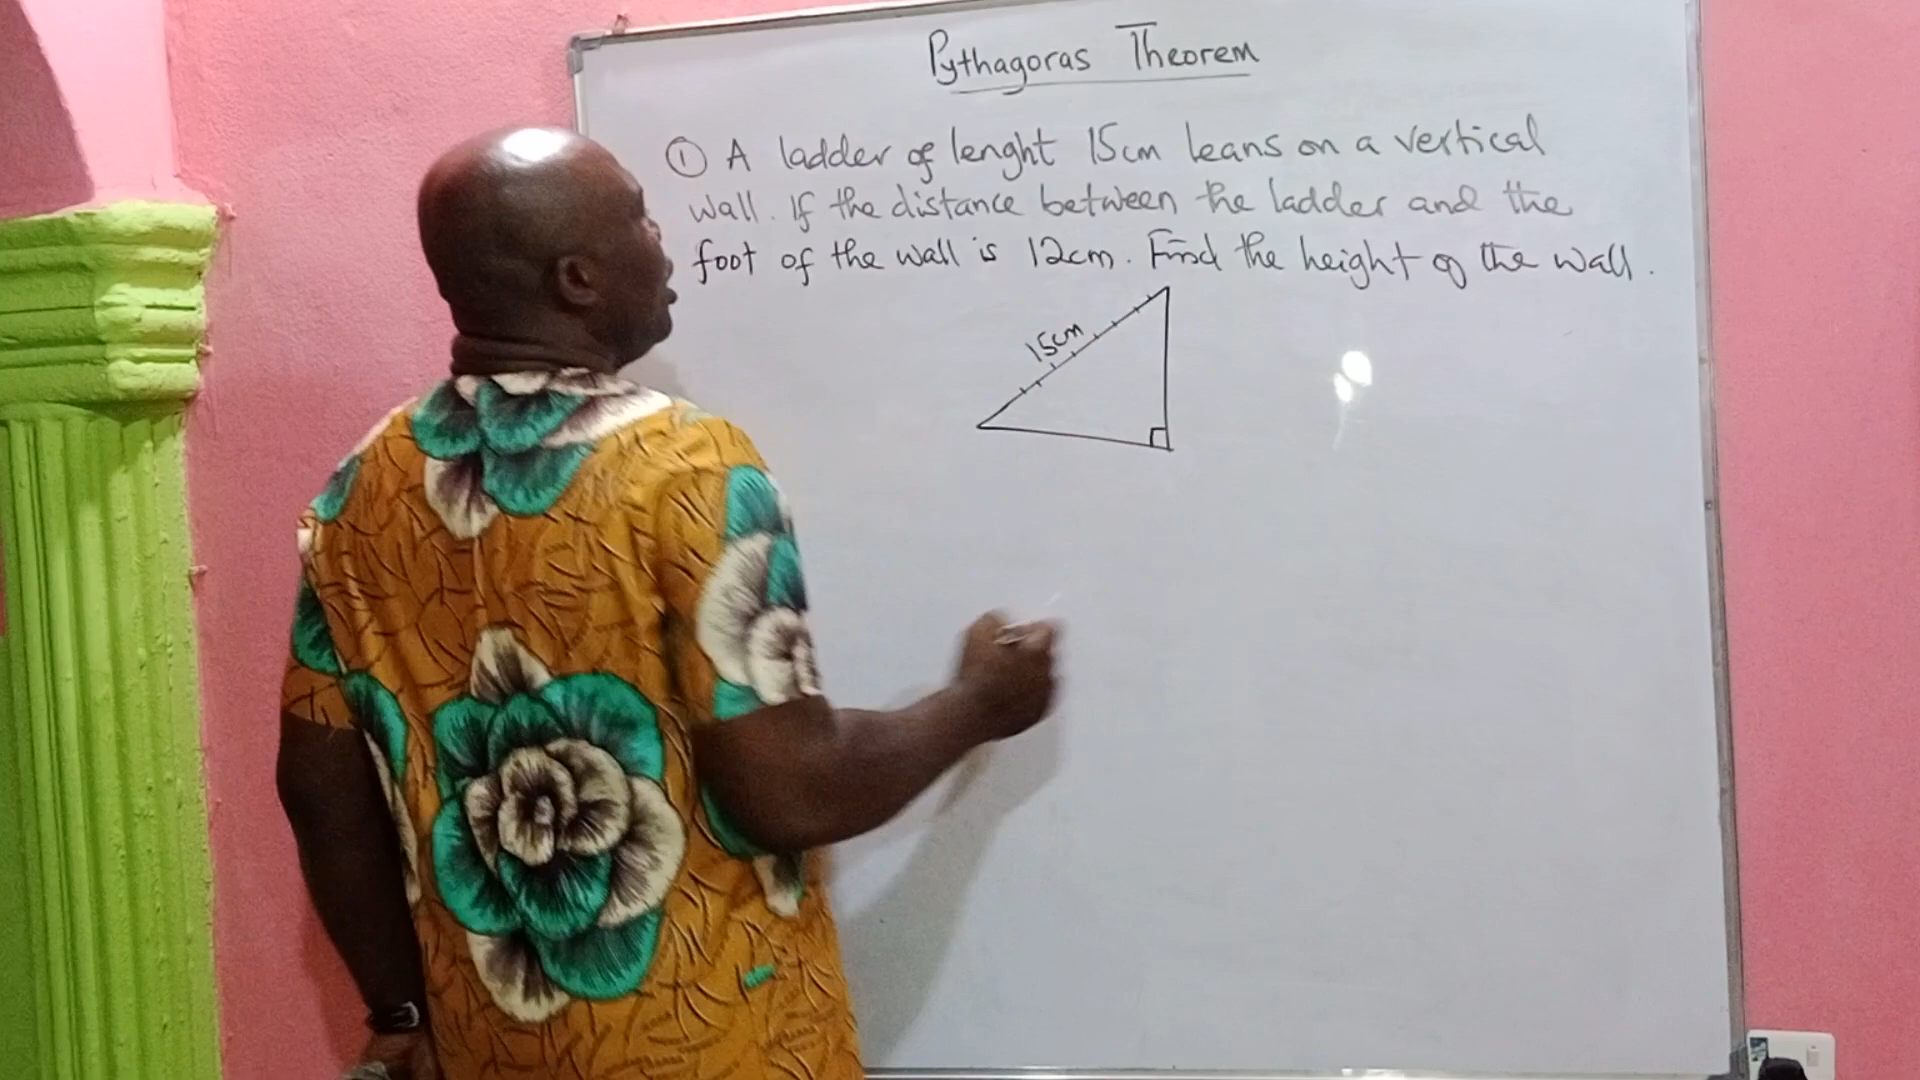 Pythagoras Theorem
① A ladder of lenght 15cm leans on a vertical
wall. If the distance between the ladder and the
foot of the wall is 12cm. Find the height of the wall.
15cm